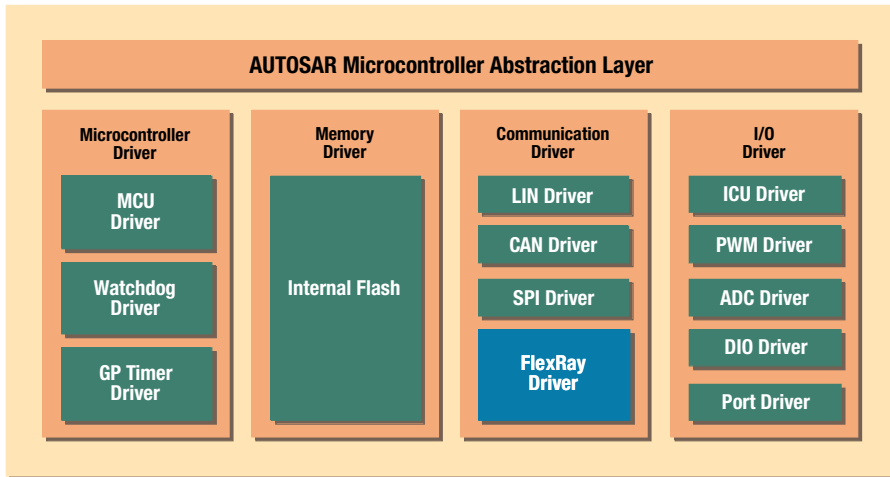 AUTOSAR Microcontroller Abstraction Layer
Microcontroller
Driver
MCU
Driver
Watchdog
Driver
GP Timer
Driver
Memory
Driver
Internal Flash
Communication
Driver
LIN Driver
CAN Driver
SPI Driver
FlexRay
Driver
I/O
Driver
ICU Driver
PWM Driver
ADC Driver
DIO Driver
Port Driver